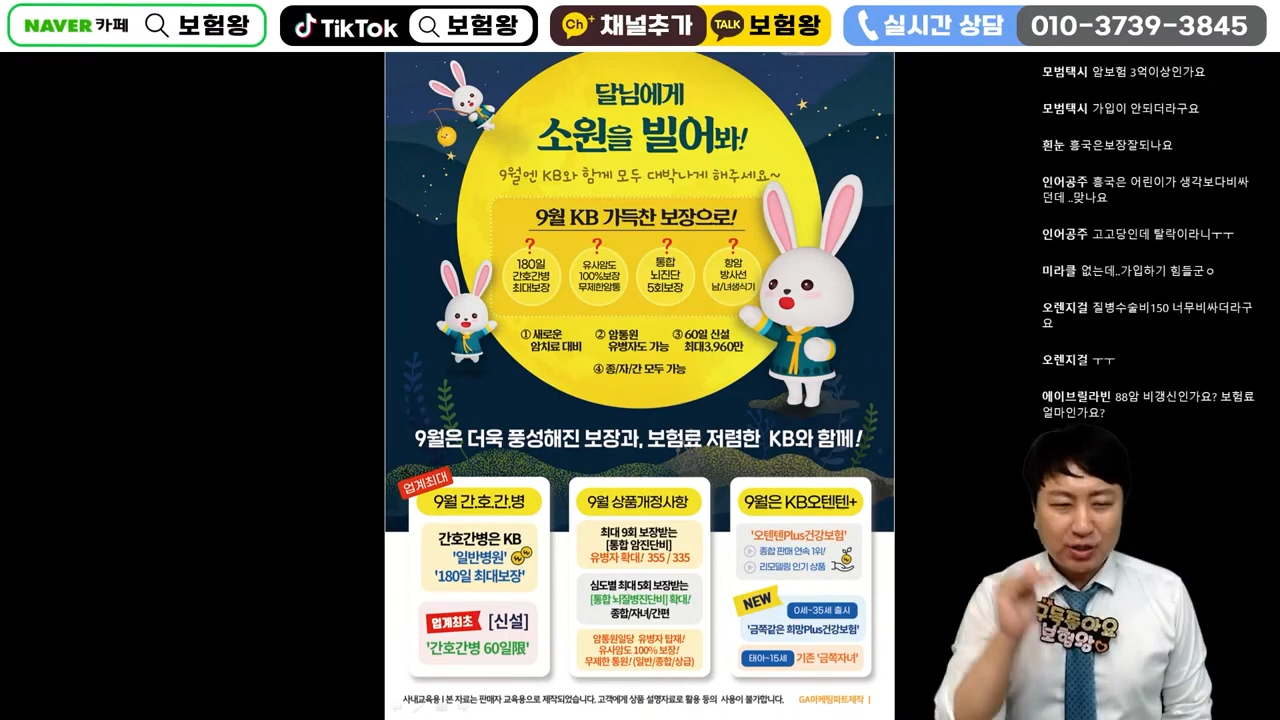 NAVER 카페 보험왕
TikTok 보험왕
Ch+ 채널추가 TALK 보험왕
실시간 상담 010-3739-3845
달님에게
소원을 빌어봐!
9월엔 KB와 함께 모두 대박나게 해주세요~
9월 KB 가득찬 보장으로!
? ? ? ?
180일
간호간병
최대보장
유사암도
100%보장
무제한암통
통합
뇌진단
5회보장
항암
방사선
남/녀생식기
① 새로운
암치료 대비
② 암통원
유병자도 가능
③ 60일 신설
최대3,960만
④ 종/자/간 모두 가능
9월은 더욱 풍성해진 보장과, 보험료 저렴한 KB와 함께!
업계최대
9월 간.호.간.병
간호간병은 KB
'일반병원'
'180일 최대보장'
업계최초 [신설]
'간호간병 60일限'
9월 상품개정사항
최대 9회 보장받는
[통합 암진단비]
유병자 확대! 355 / 335
심도별 최대 5회 보장받는
[통합 뇌질병진단비] 확대!
종합/자녀/간편
암통원일당 유병자 탑재!
유사암도 100% 보장!
무제한 통원! (일반/종합/상급)
9월은 KB오텐텐+
'오텐텐Plus건강보험'
종합 판매 연속 1위!
리모델링 인기 상품
NEW
0세~35세 출시
'금쪽같은 희망Plus건강보험'
태아~15세 기존 '금쪽자녀'
사내교육용 I 본 자료는 판매자 교육용으로 제작되었습니다. 고객에게 상품 설명자료로 활용 등의 사용이 불가합니다.
GA마케팅파트제작 |
모범택시 암보험 3억이상인가요
모범택시 가입이 안되더라구요
흰눈 흥국은보장잘되나요
인어공주 흥국은 어린이가 생각보다비싸
던데 ..맞나요
인어공주 고고당인데 탈락이라니ㅜㅜ
미라클 없는데..가입하기 힘들군ㅇ
오렌지걸 질병수술비150 너무비싸더라구
요
오렌지걸 ㅜㅜ
에이브릴라빈 88암 비갱신인가요? 보험료
얼마인가요?
구독좋아요
보험왕